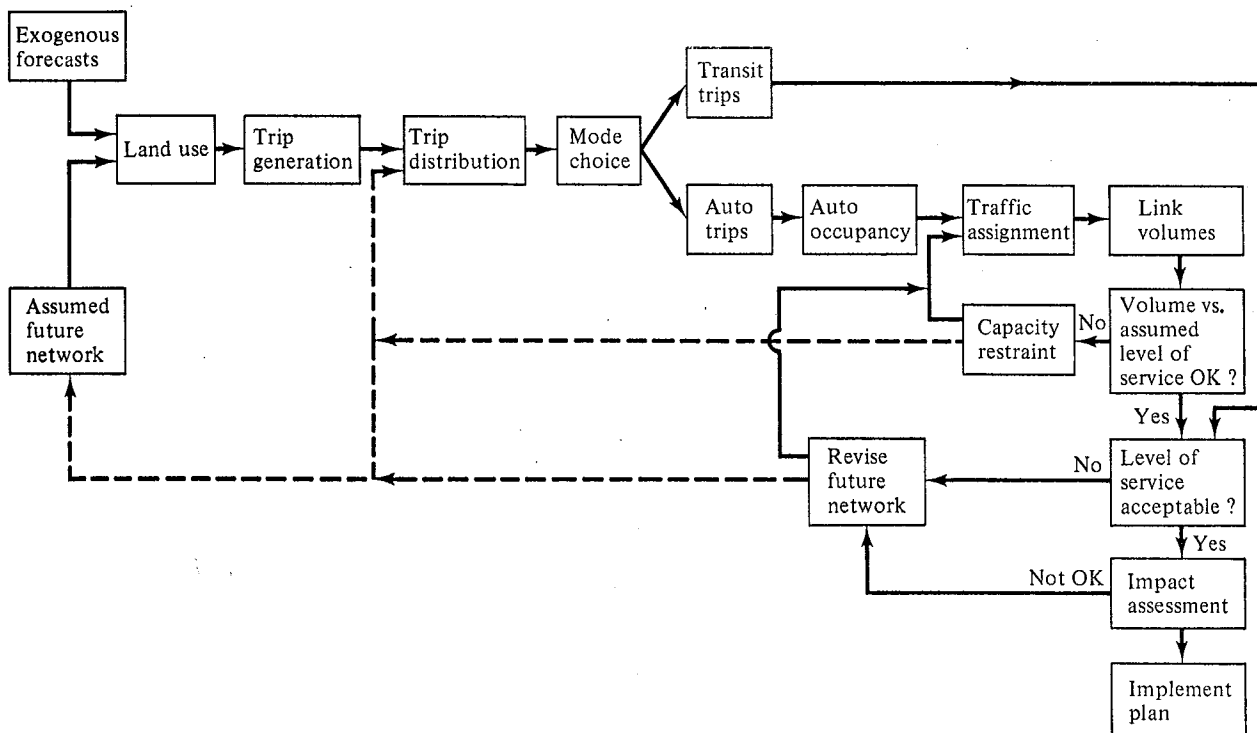 Exogenous
forecasts
Transit
trips
Land use
Trip
generation
Trip
distribution
Mode
choice
Auto
trips
Auto
occupancy
Traffic
assignment
Link
volumes
Assumed
future
network
Capacity
restraint
No
Volume vs.
assumed
level of
service OK ?
Yes
Revise
future
network
No
Level of
service
acceptable ?
Yes
Not OK
Impact
assessment
Implement
plan